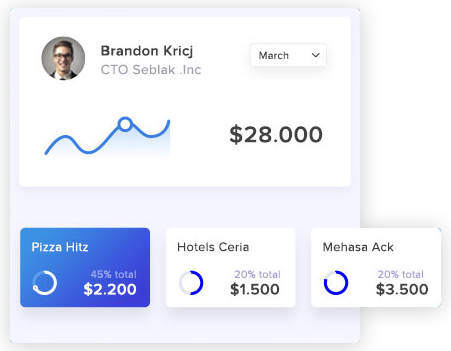 Brandon Kricj
CTO Seblak .Inc
March
$28.000
Pizza Hitz
45% total
$2.200
Hotels Ceria
20% total
$1.500
Mehasa Ack
20% total
$3.500